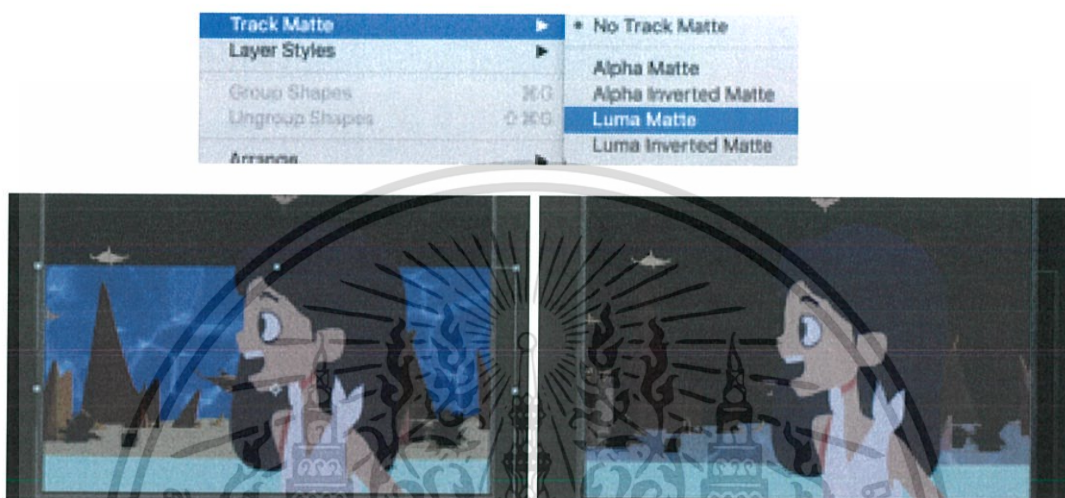 Track Matte ▶ • No Track Matte
Layer Styles ▶
Alpha Matte
Group Shapes ⌘G Alpha Inverted Matte
Ungroup Shapes ⇧⌘G Luma Matte
Luma Inverted Matte
Arrange ▶